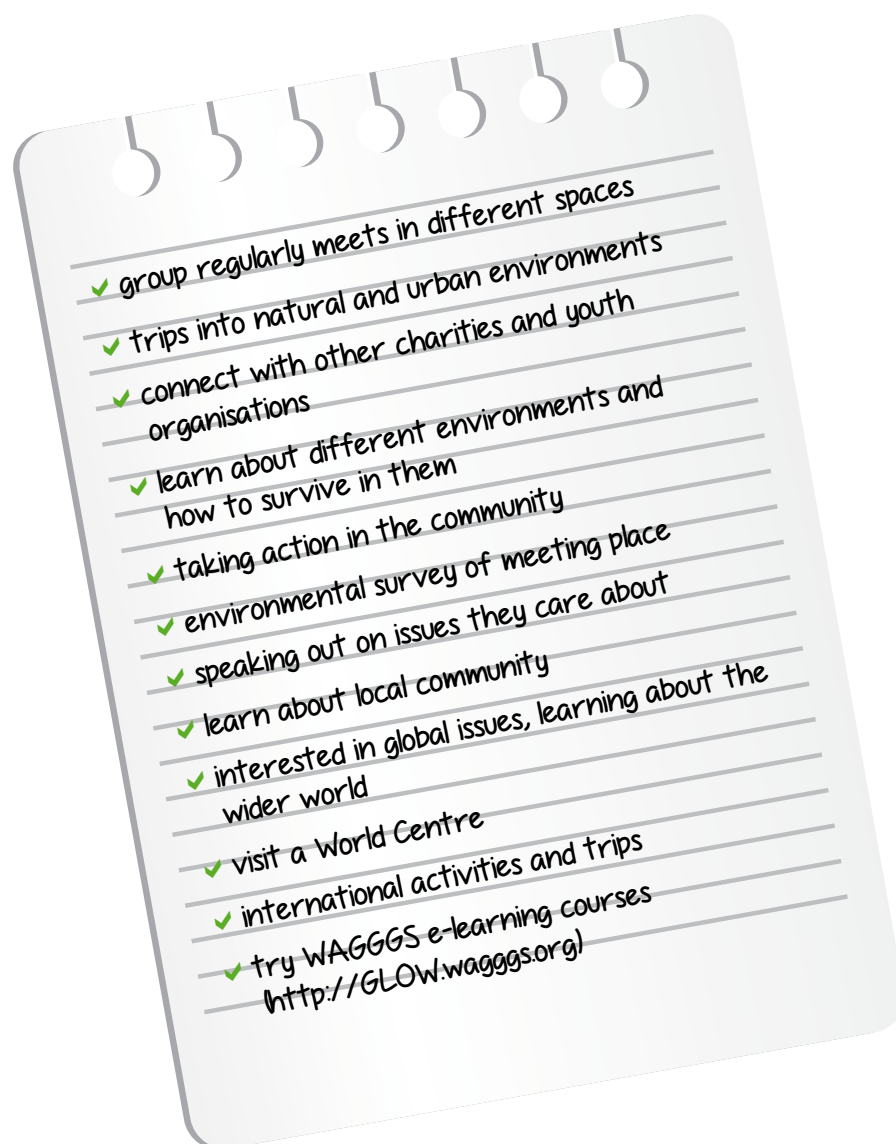 group regularly meets in different spaces
trips into natural and urban environments
connect with other charities and youth
organisations
learn about different environments and
how to survive in them
taking action in the community
environmental survey of meeting place
speaking out on issues they care about
learn about local community
interested in global issues, learning about the
wider world
visit a World Centre
international activities and trips
try WAGGGS e-learning courses
(http://GLOW.wagggs.org)